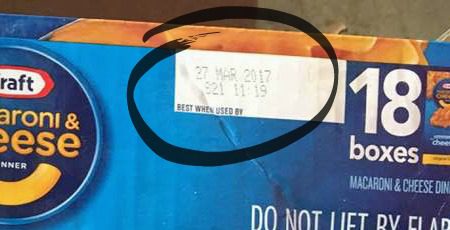 27 MAR 2017
S21 11:19
BEST WHEN USED BY
18
boxes
MACARONI & CHEESE DIN
DO NOT LIFT BY FLAP
raft
aroni &
eese
NNER